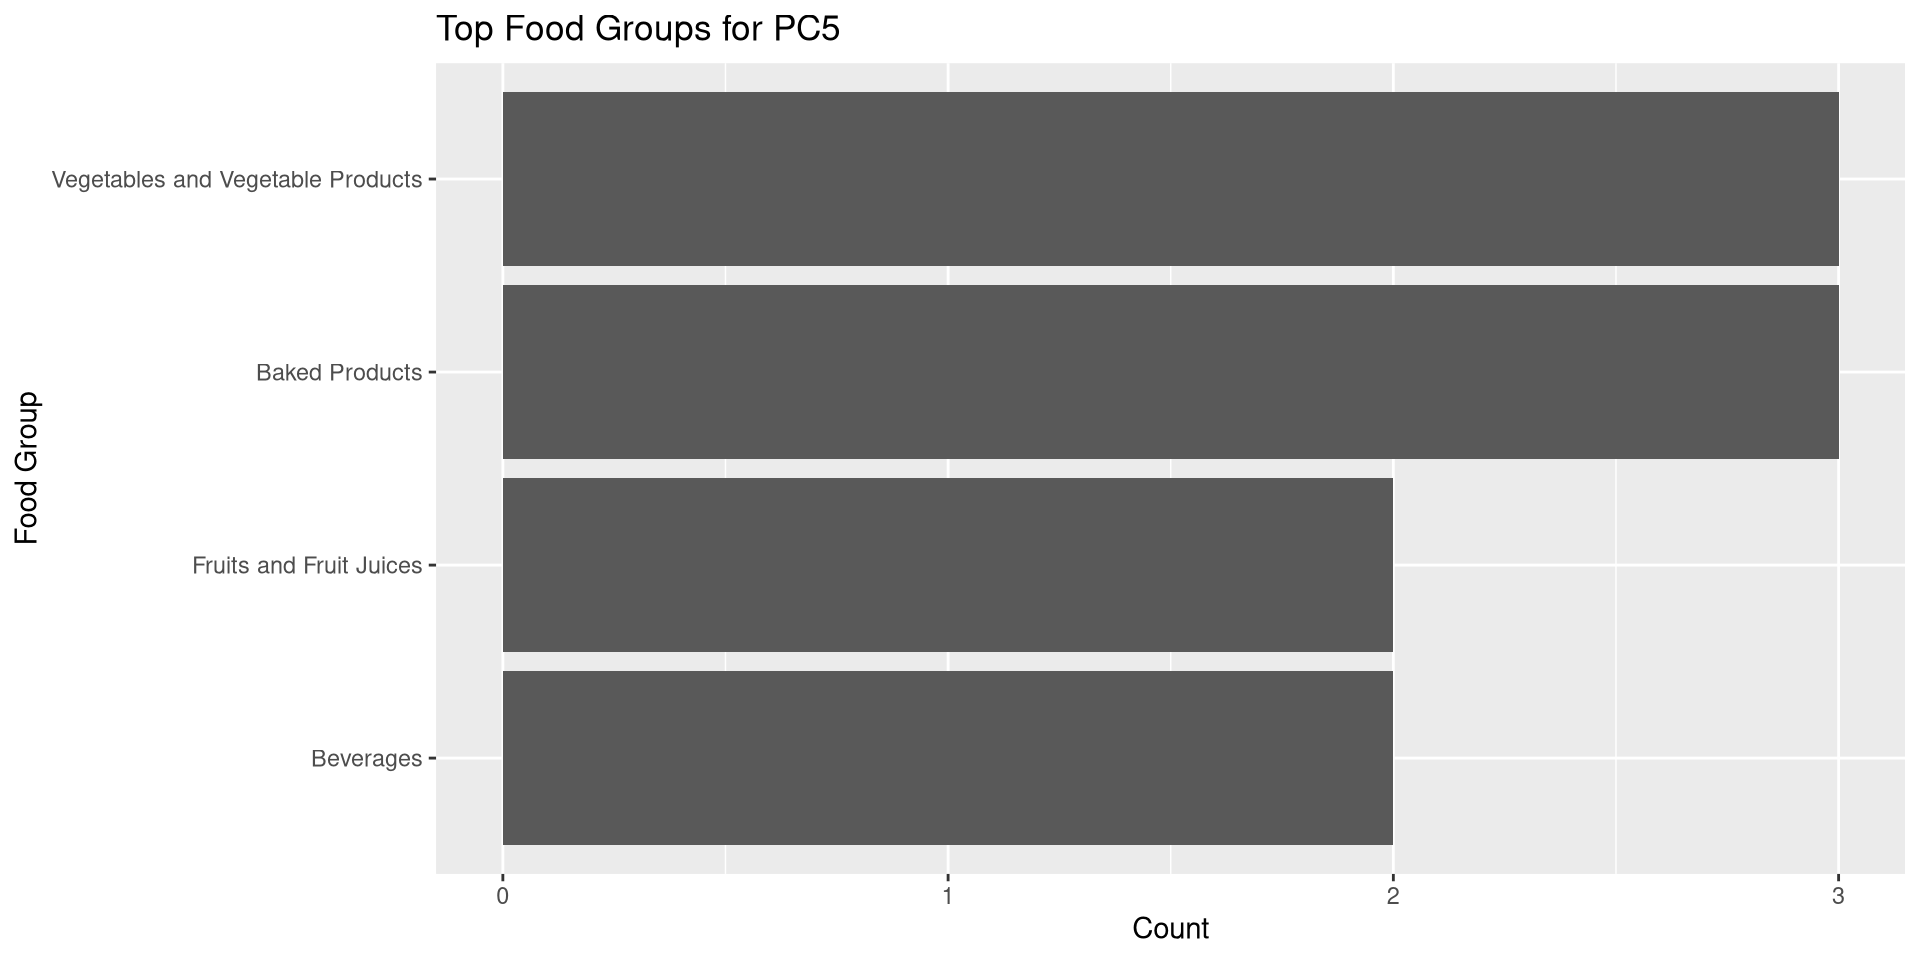 Top Food Groups for PC5
Food Group
Vegetables and Vegetable Products
Baked Products
Fruits and Fruit Juices
Beverages
0 1 2 3
Count